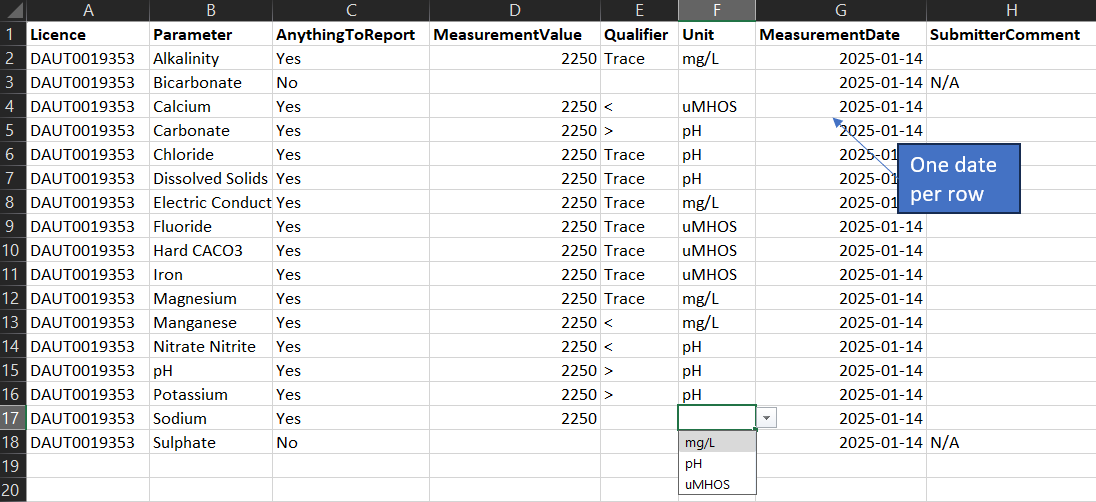 A B C D E F G H
1 Licence Parameter AnythingToReport MeasurementValue Qualifier Unit MeasurementDate SubmitterComment
2 DAUT0019353 Alkalinity Yes 2250 Trace mg/L 2025-01-14
3 DAUT0019353 Bicarbonate No 2025-01-14 N/A
4 DAUT0019353 Calcium Yes 2250 < uMHOS 2025-01-14
5 DAUT0019353 Carbonate Yes 2250 > pH 2025-01-14
6 DAUT0019353 Chloride Yes 2250 Trace pH 2025-01
7 DAUT0019353 Dissolved Solids Yes 2250 Trace pH 2025-01
8 DAUT0019353 Electric Conduct Yes 2250 Trace mg/L 2025-01
One date
per row
9 DAUT0019353 Fluoride Yes 2250 Trace uMHOS 2025-01-14
10 DAUT0019353 Hard CACO3 Yes 2250 Trace uMHOS 2025-01-14
11 DAUT0019353 Iron Yes 2250 Trace uMHOS 2025-01-14
12 DAUT0019353 Magnesium Yes 2250 Trace mg/L 2025-01-14
13 DAUT0019353 Manganese Yes 2250 < mg/L 2025-01-14
14 DAUT0019353 Nitrate Nitrite Yes 2250 < pH 2025-01-14
15 DAUT0019353 pH Yes 2250 > pH 2025-01-14
16 DAUT0019353 Potassium Yes 2250 > pH 2025-01-14
17 DAUT0019353 Sodium Yes 2250 2025-01-14
18 DAUT0019353 Sulphate No 2025-01-14 N/A
mg/L
19
pH
20
uMHOS